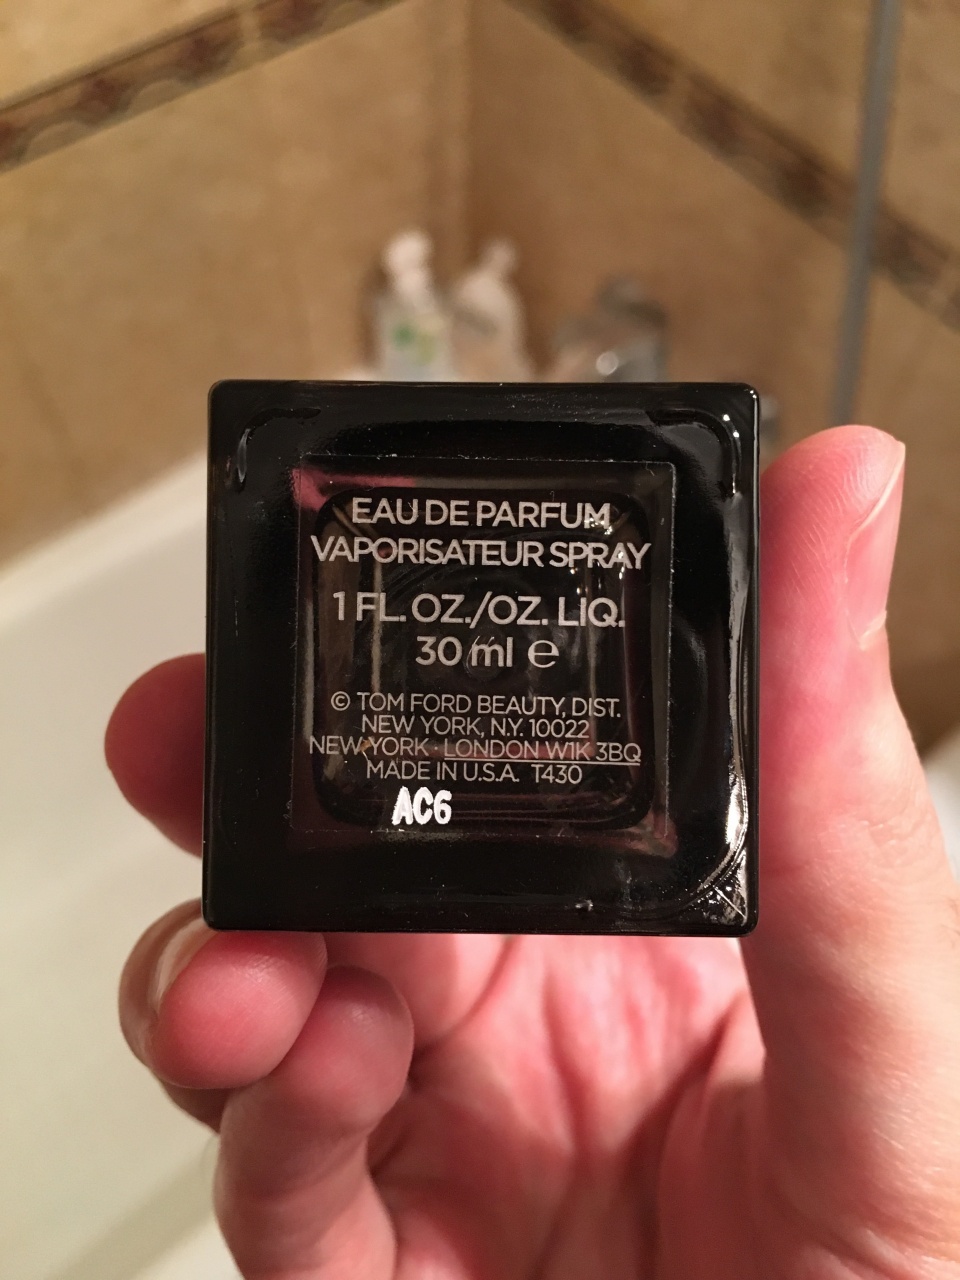 EAU DE PARFUM
VAPORISATEUR SPRAY
1 FL. OZ./OZ. LIQ.
30 ml ℮
© TOM FORD BEAUTY, DIST.
NEW YORK, N.Y. 10022
NEW YORK · LONDON W1K 3BQ
MADE IN U.S.A. T430
AC6